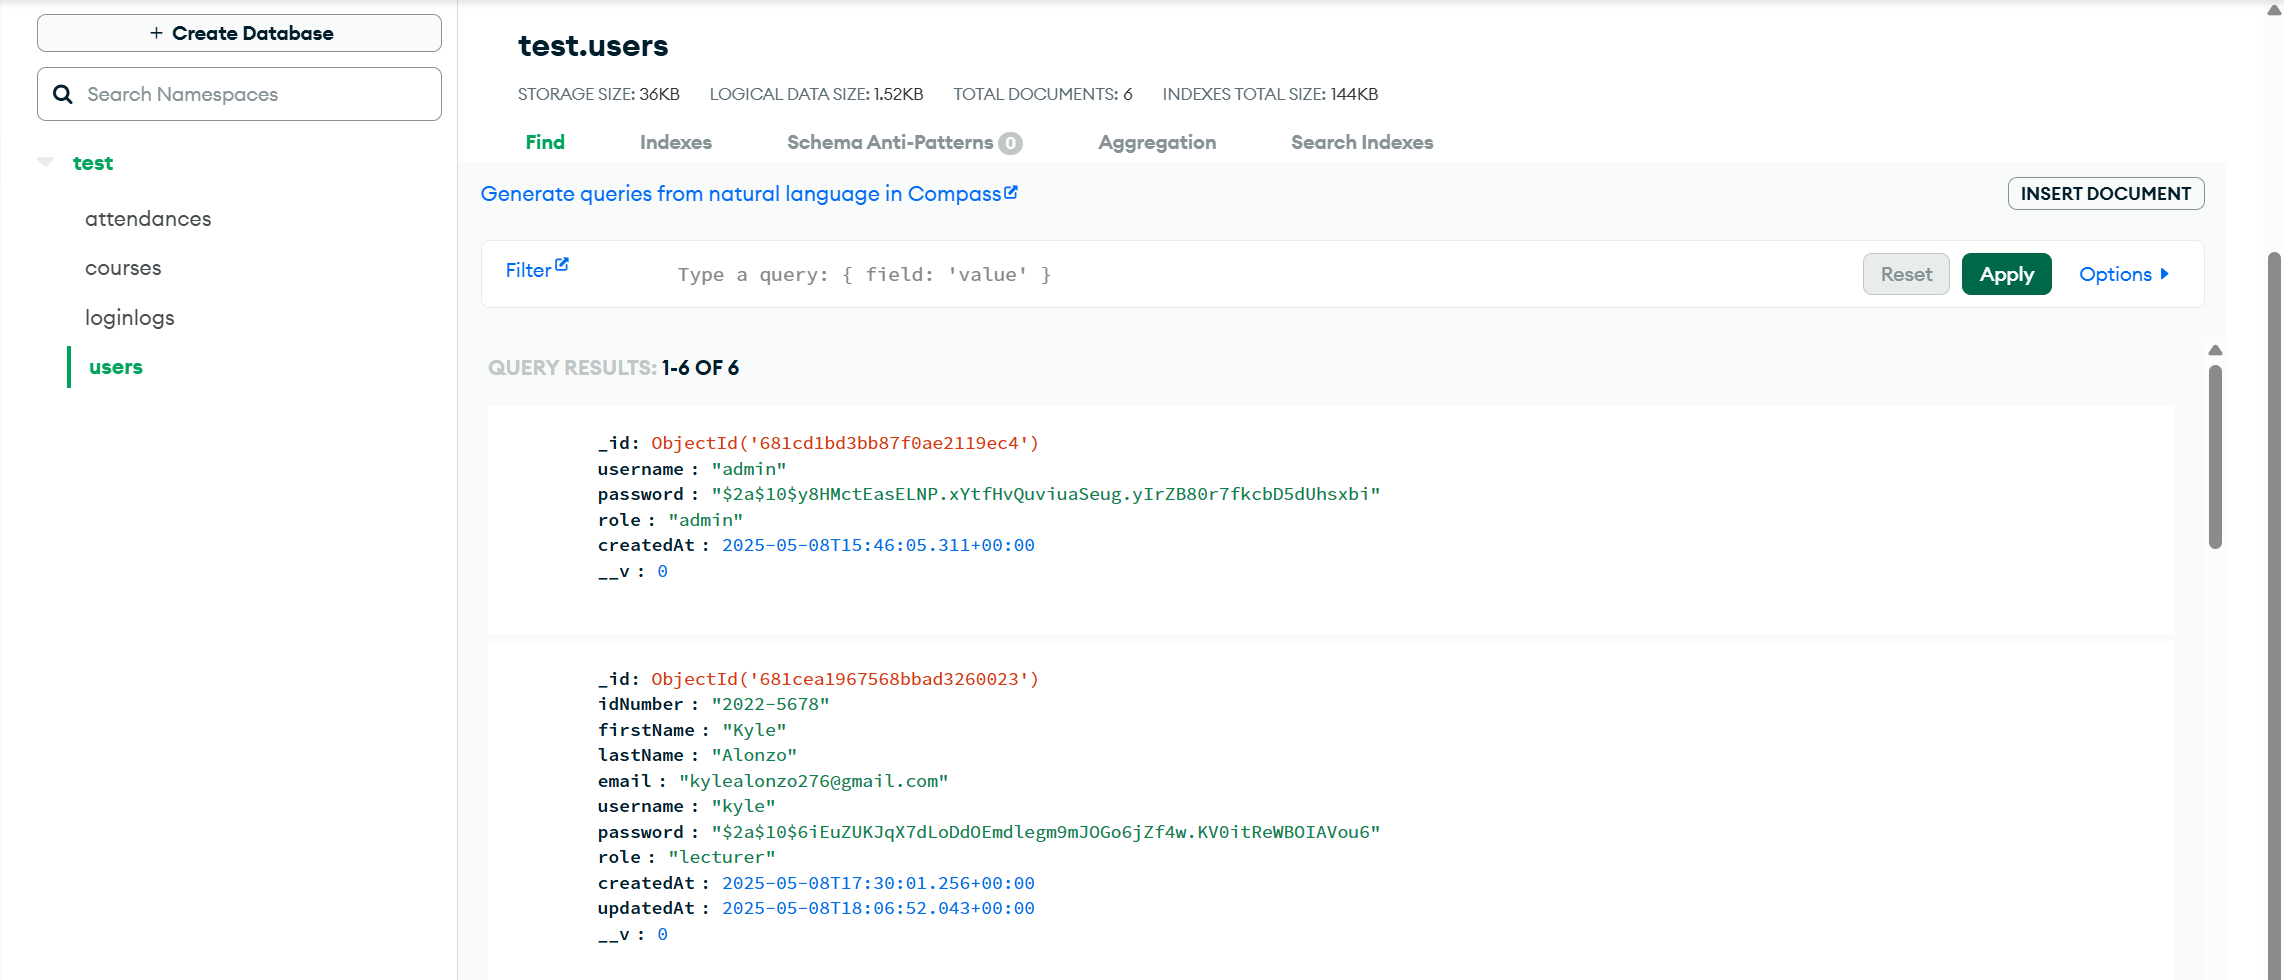 + Create Database
Search Namespaces
test
attendances
courses
loginlogs
users
test.users
STORAGE SIZE: 36KB LOGICAL DATA SIZE: 1.52KB TOTAL DOCUMENTS: 6 INDEXES TOTAL SIZE: 144KB
Find Indexes Schema Anti-Patterns 0 Aggregation Search Indexes
Generate queries from natural language in Compass
INSERT DOCUMENT
Filter Type a query: { field: 'value' } Reset Apply Options
QUERY RESULTS: 1-6 OF 6
_id: ObjectId('681cd1bd3bb87f0ae2119ec4')
username : "admin"
password : "$2a$10$y8HMctEasELNP.xYtfHvQuviuaSeug.yIrZB80r7fkcbD5dUhsxbi"
role : "admin"
createdAt : 2025-05-08T15:46:05.311+00:00
__v : 0
_id: ObjectId('681cea1967568bbad3260023')
idNumber : "2022-5678"
firstName : "Kyle"
lastName : "Alonzo"
email : "kylealonzo276@gmail.com"
username : "kyle"
password : "$2a$10$6iEuZUKJqX7dLoDdOEmdlegm9mJOGo6jZf4w.KV0itReWBOIAVou6"
role : "lecturer"
createdAt : 2025-05-08T17:30:01.256+00:00
updatedAt : 2025-05-08T18:06:52.043+00:00
__v : 0